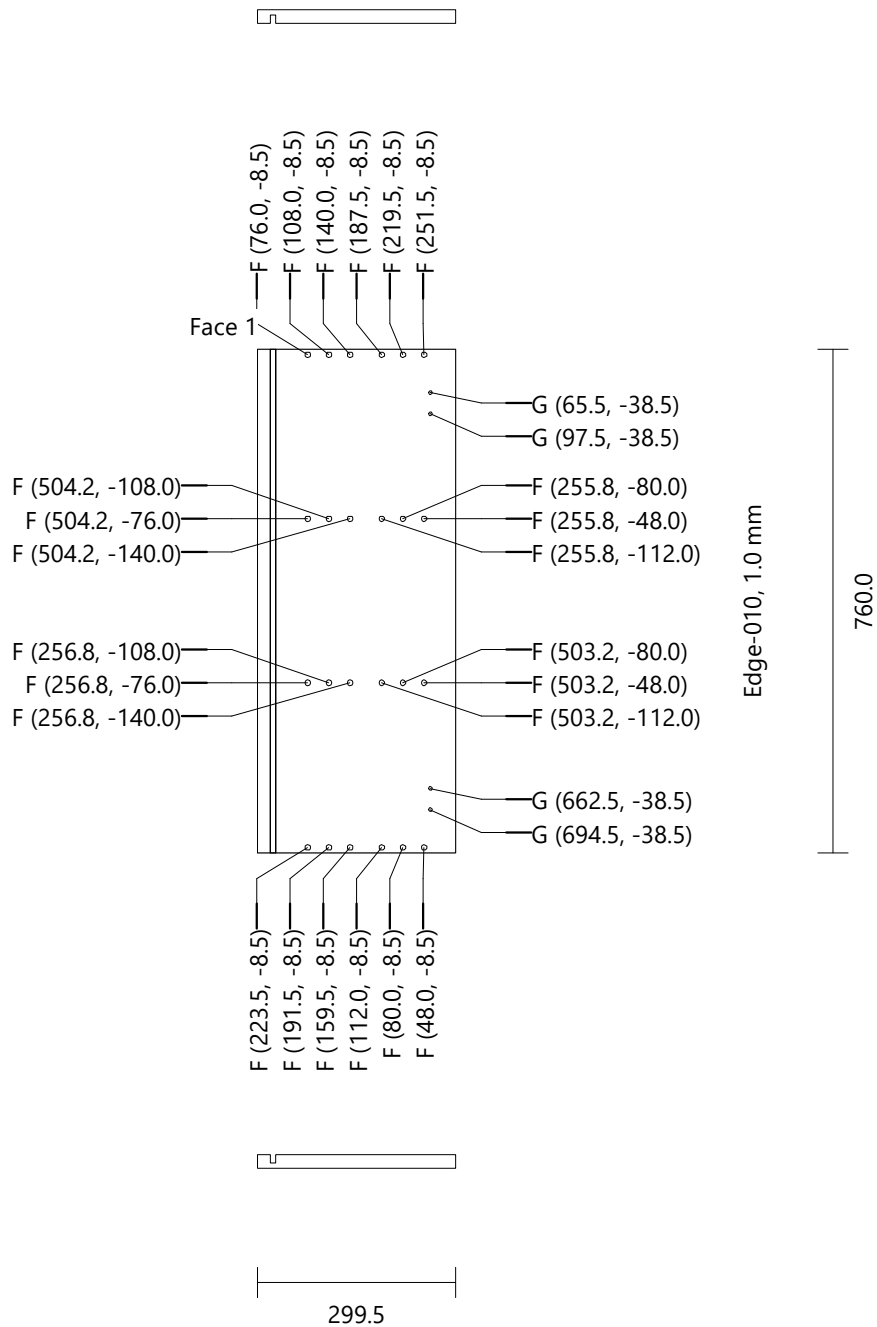 F (76.0, -8.5)
F (108.0, -8.5)
F (140.0, -8.5)
F (187.5, -8.5)
F (219.5, -8.5)
F (251.5, -8.5)
Face 1
G (65.5, -38.5)
G (97.5, -38.5)
F (504.2, -108.0)
F (504.2, -76.0)
F (504.2, -140.0)
F (255.8, -80.0)
F (255.8, -48.0)
F (255.8, -112.0)
Edge-010, 1.0 mm
760.0
F (256.8, -108.0)
F (256.8, -76.0)
F (256.8, -140.0)
F (503.2, -80.0)
F (503.2, -48.0)
F (503.2, -112.0)
G (662.5, -38.5)
G (694.5, -38.5)
F (223.5, -8.5)
F (191.5, -8.5)
F (159.5, -8.5)
F (112.0, -8.5)
F (80.0, -8.5)
F (48.0, -8.5)
299.5